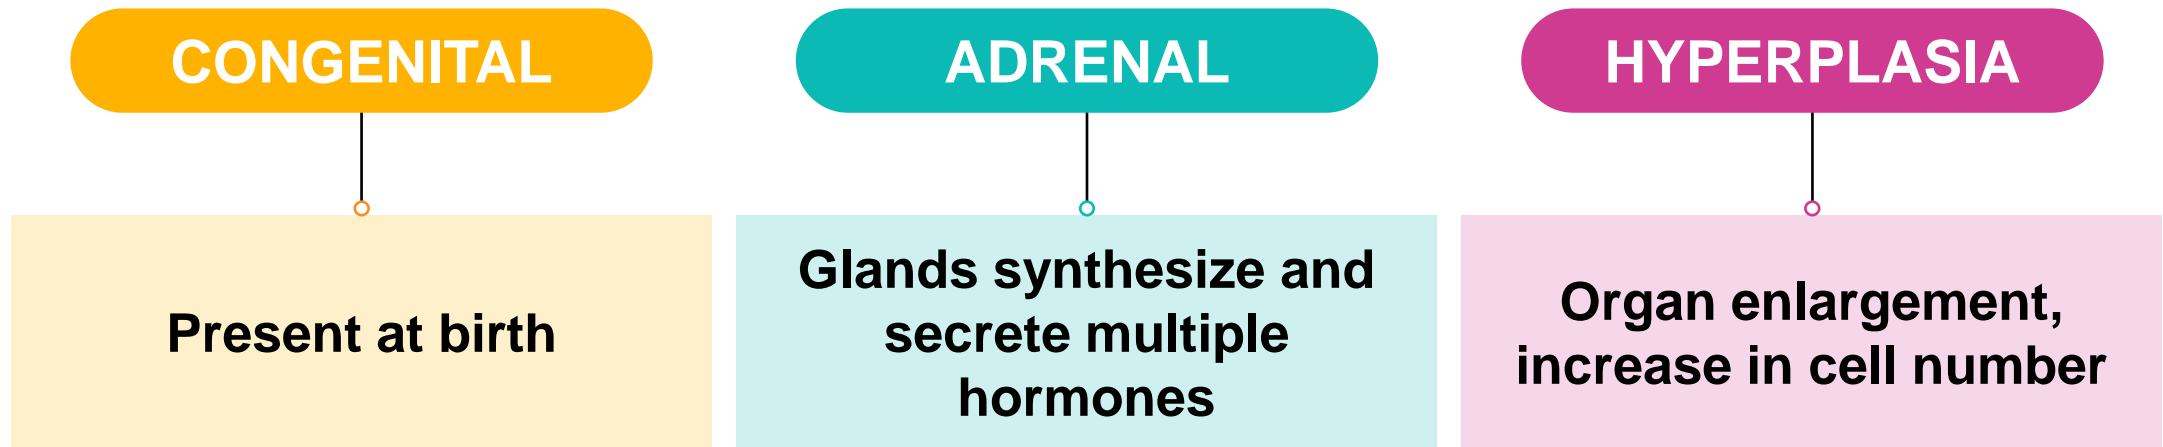 CONGENITAL
ADRENAL
HYPERPLASIA
Present at birth
Glands synthesize and
secrete multiple
hormones
Organ enlargement,
increase in cell number